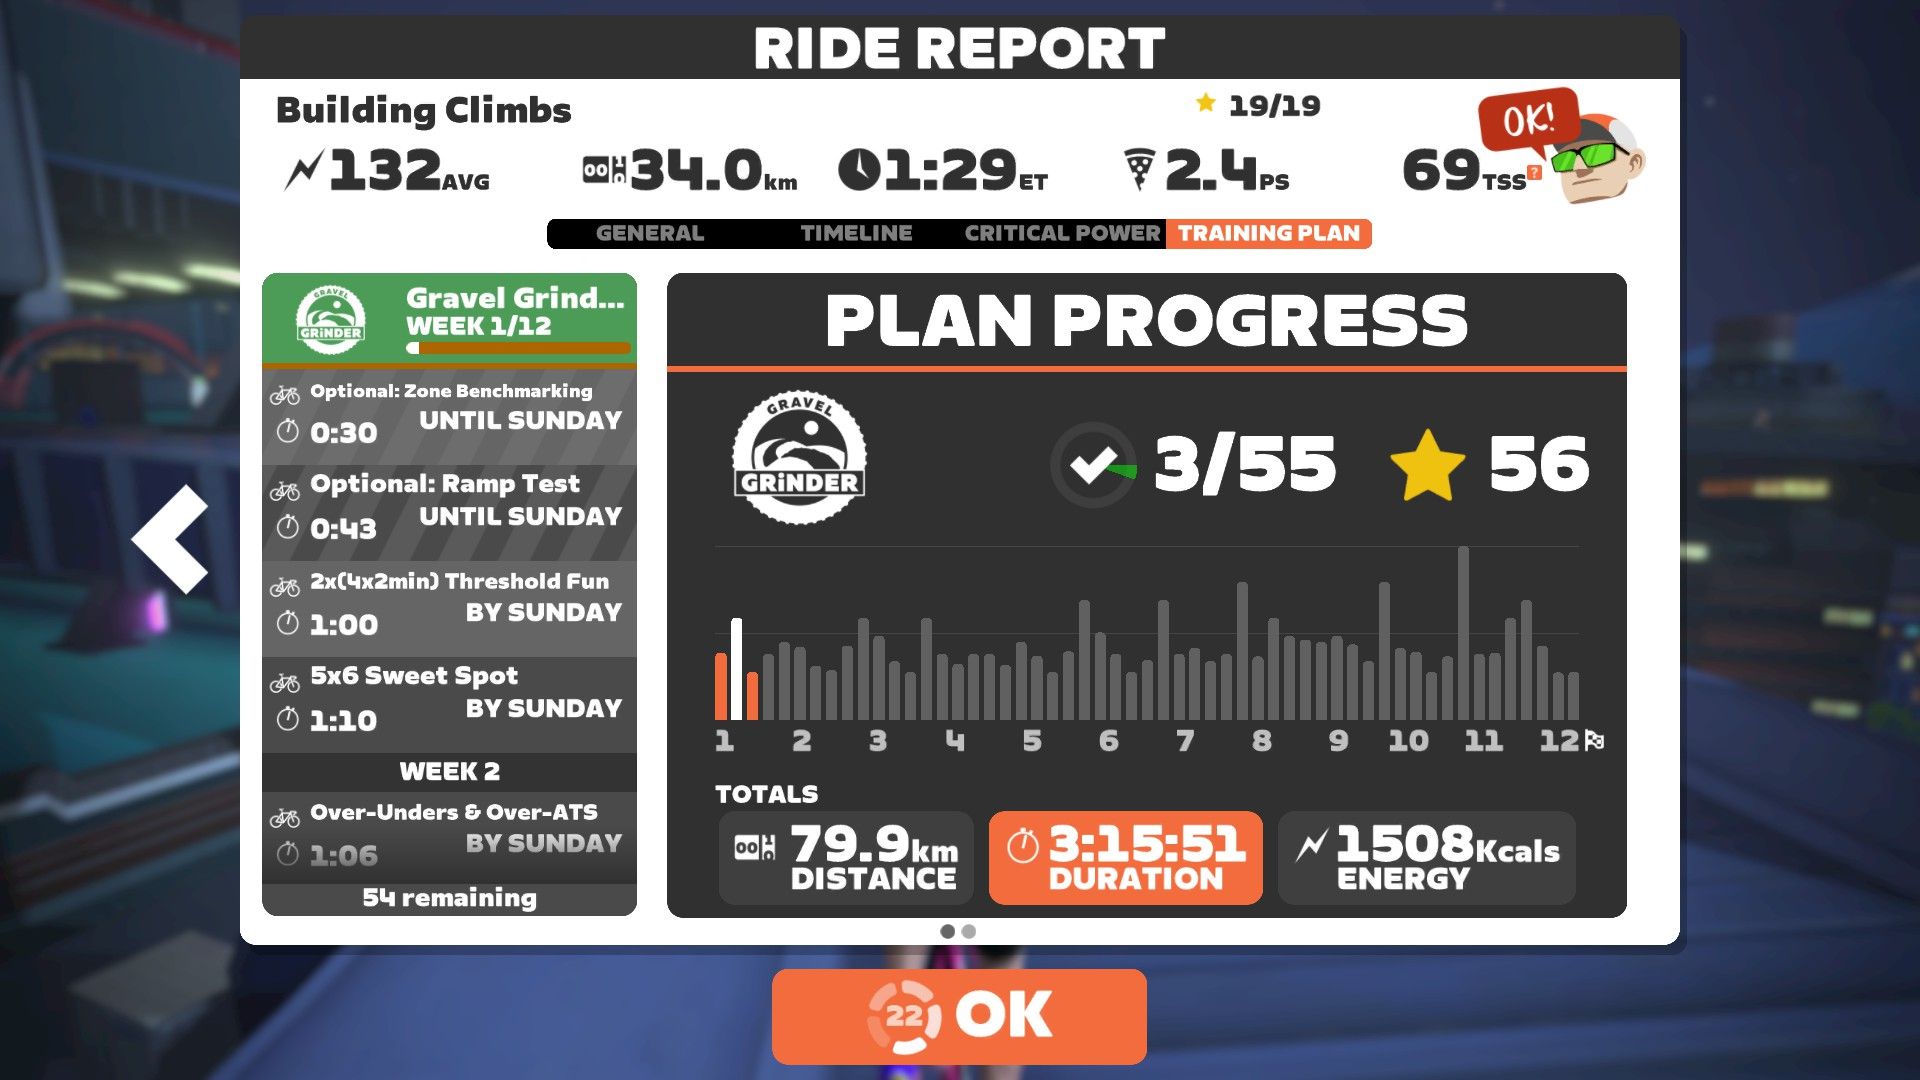 RIDE REPORT
Building Climbs
19/19
OK!
132AVG
00 34.0km
1:29ET
2.4PS
69TSS ?
GENERAL TIMELINE CRITICAL POWER TRAINING PLAN
GRAVEL GRiNDER
Gravel Grind...
WEEK 1/12
Optional: Zone Benchmarking
0:30 UNTIL SUNDAY
Optional: Ramp Test
0:43 UNTIL SUNDAY
2x(4x2min) Threshold Fun
1:00 BY SUNDAY
5x6 Sweet Spot
1:10 BY SUNDAY
WEEK 2
Over-Unders & Over-ATS
1:06 BY SUNDAY
54 remaining
PLAN PROGRESS
GRAVEL
GRiNDER
3/55 56
1 2 3 4 5 6 7 8 9 10 11 12
TOTALS
00 79.9km
DISTANCE
3:15:51
DURATION
1508Kcals
ENERGY
22 OK